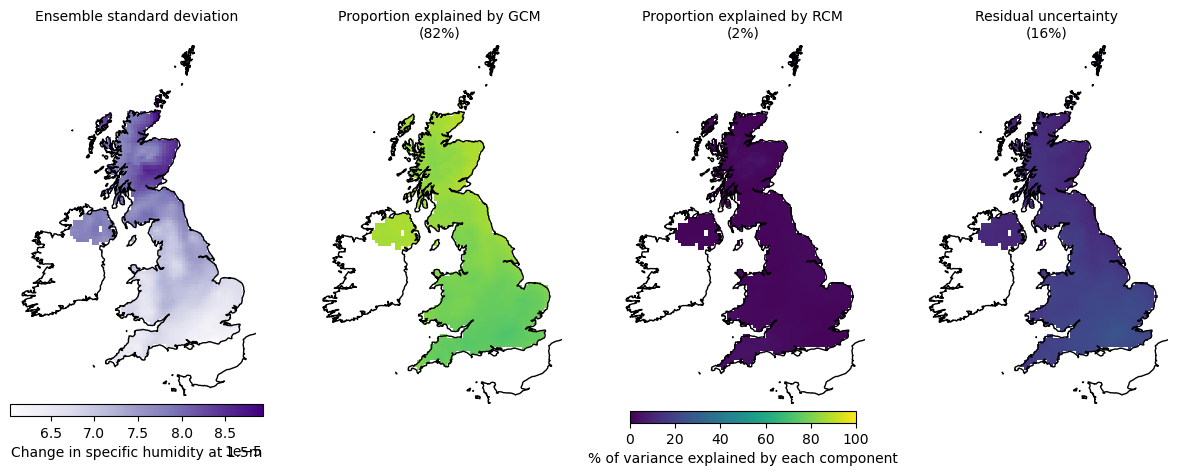 Ensemble standard deviation
Proportion explained by GCM
(82%)
Proportion explained by RCM
(2%)
Residual uncertainty
(16%)
6.5 7.0 7.5 8.0 8.5
1e−5
Change in specific humidity at 1.5m
0 20 40 60 80 100
% of variance explained by each component